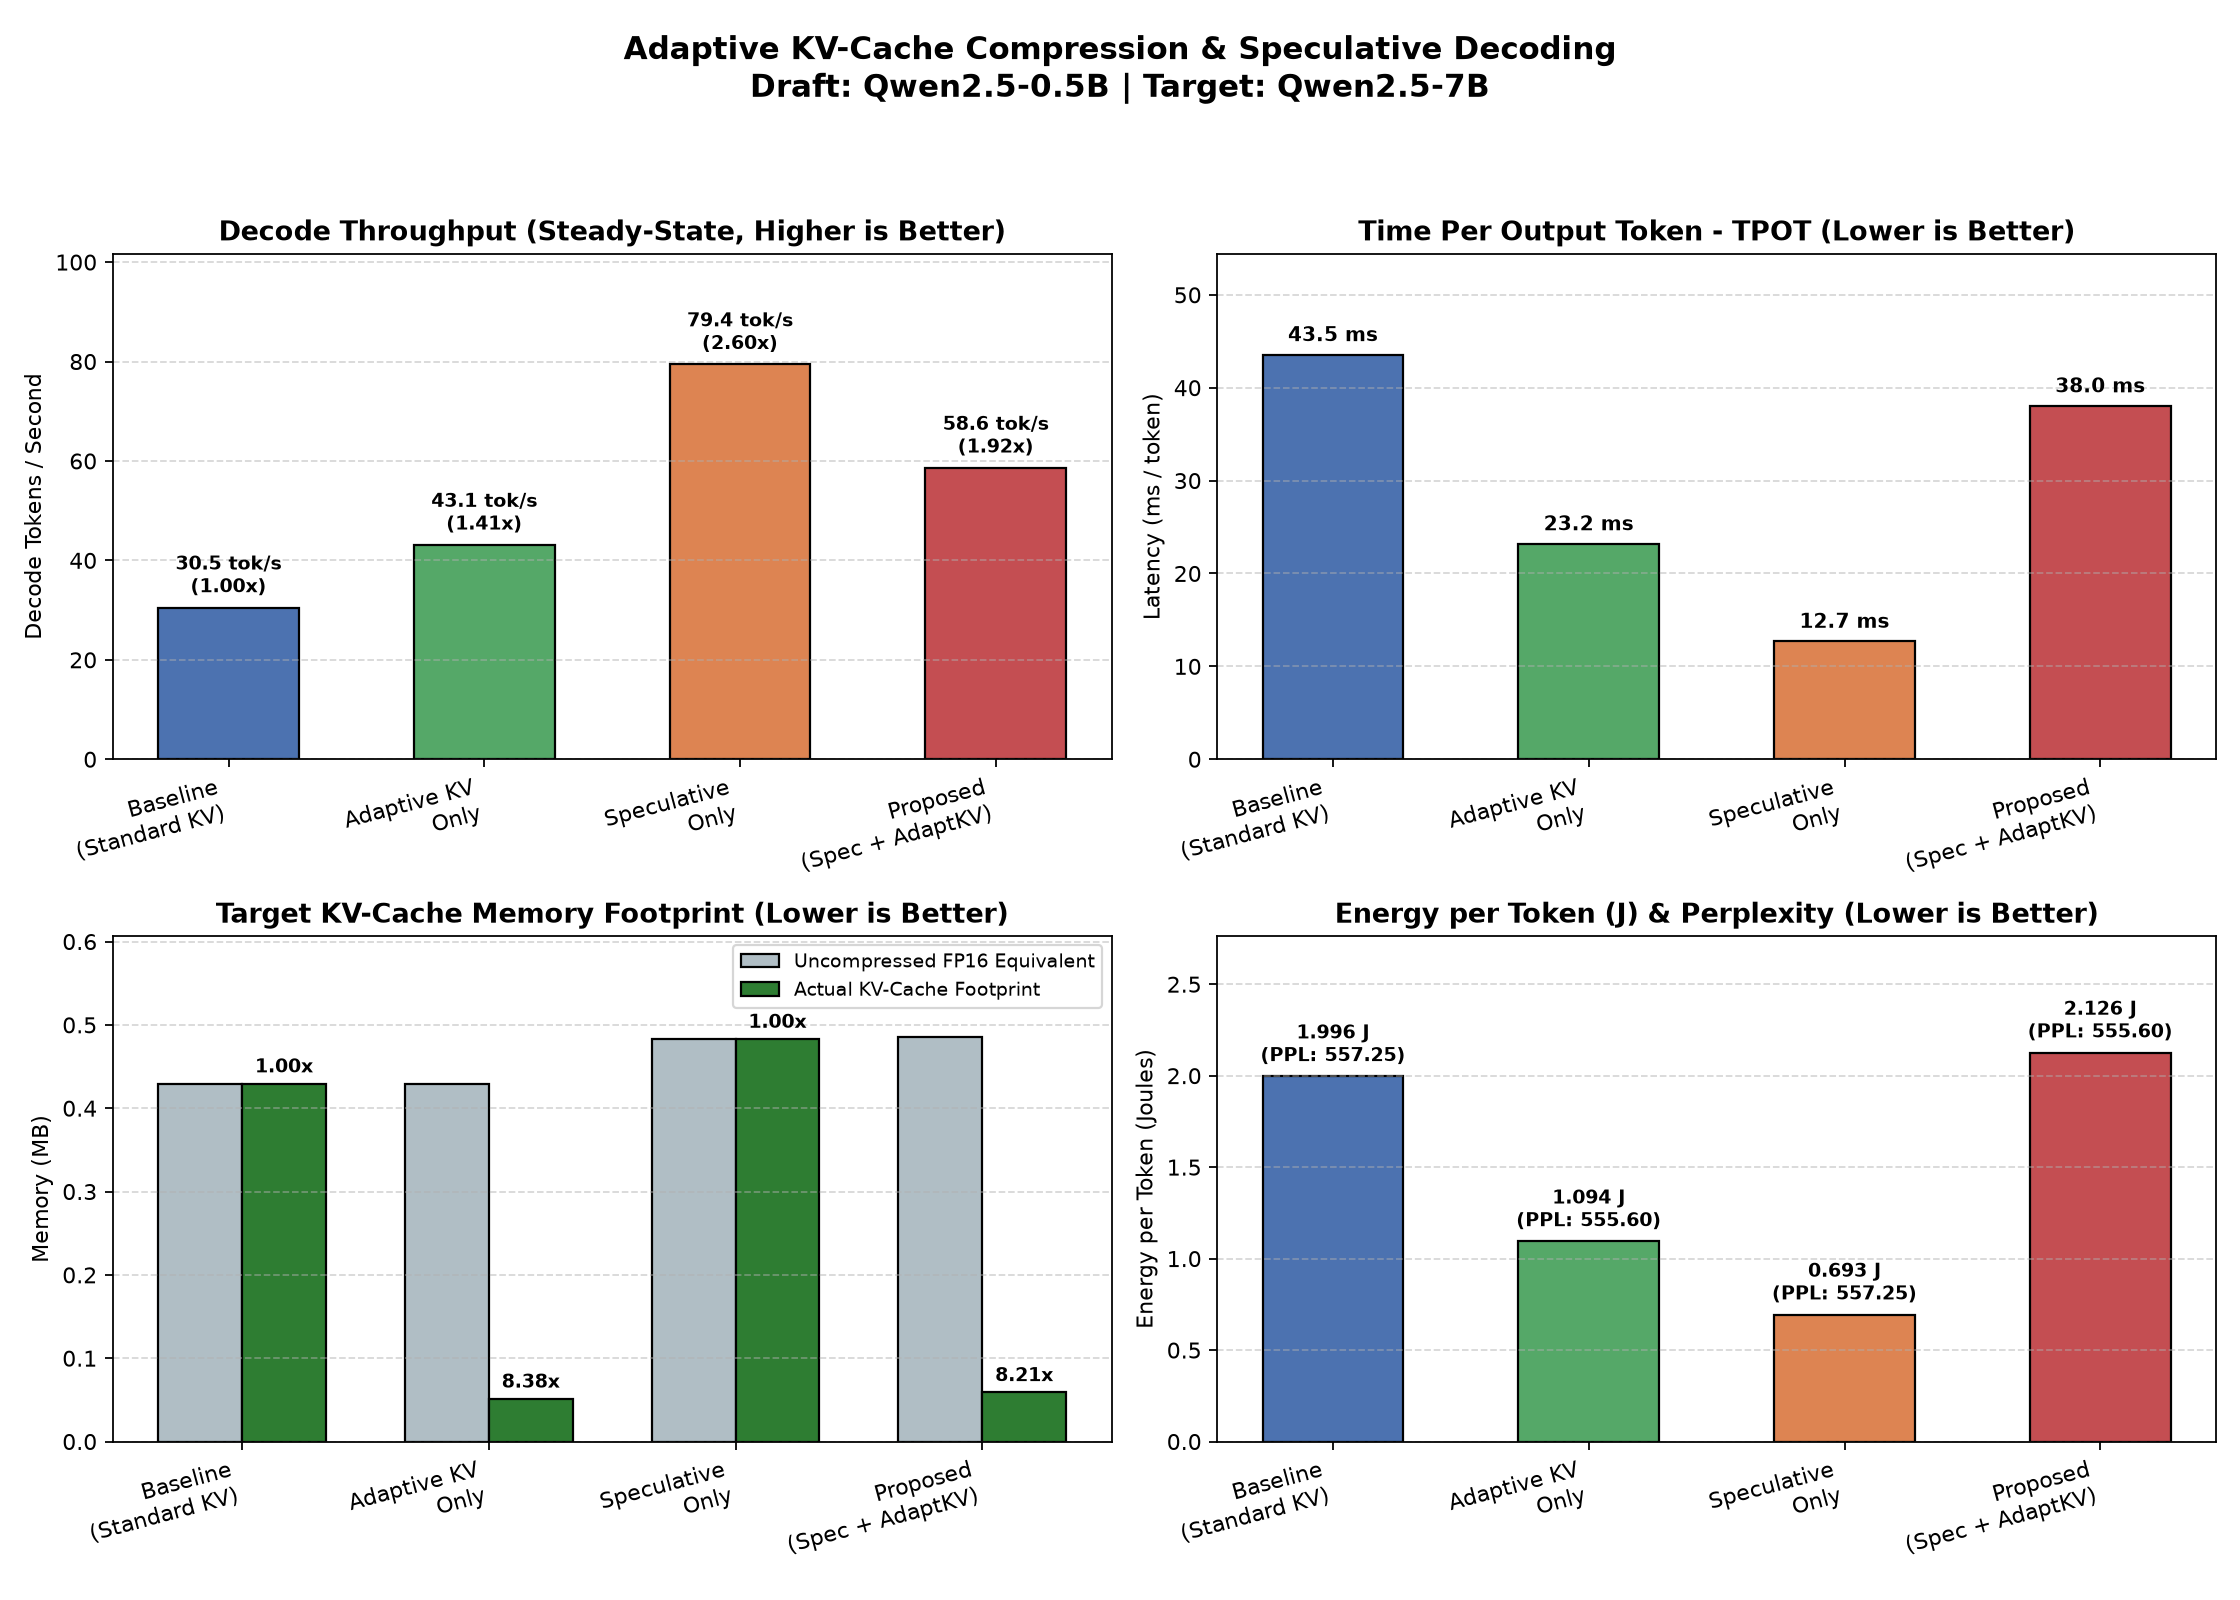 Adaptive KV-Cache Compression & Speculative Decoding
Draft: Qwen2.5-0.5B | Target: Qwen2.5-7B
Decode Throughput (Steady-State, Higher is Better)
Decode Tokens / Second
100
80
60
40
20
0
30.5 tok/s
(1.00x)
43.1 tok/s
(1.41x)
79.4 tok/s
(2.60x)
58.6 tok/s
(1.92x)
Baseline
(Standard KV)
Adaptive KV
Only
Speculative
Only
Proposed
(Spec + AdaptKV)
Time Per Output Token - TPOT (Lower is Better)
Latency (ms / token)
50
40
30
20
10
0
43.5 ms
23.2 ms
12.7 ms
38.0 ms
Baseline
(Standard KV)
Adaptive KV
Only
Speculative
Only
Proposed
(Spec + AdaptKV)
Target KV-Cache Memory Footprint (Lower is Better)
Memory (MB)
0.6
0.5
0.4
0.3
0.2
0.1
0.0
Uncompressed FP16 Equivalent
Actual KV-Cache Footprint
1.00x
8.38x
1.00x
8.21x
Baseline
(Standard KV)
Adaptive KV
Only
Speculative
Only
Proposed
(Spec + AdaptKV)
Energy per Token (J) & Perplexity (Lower is Better)
Energy per Token (Joules)
2.5
2.0
1.5
1.0
0.5
0.0
1.996 J
(PPL: 557.25)
1.094 J
(PPL: 555.60)
0.693 J
(PPL: 557.25)
2.126 J
(PPL: 555.60)
Baseline
(Standard KV)
Adaptive KV
Only
Speculative
Only
Proposed
(Spec + AdaptKV)